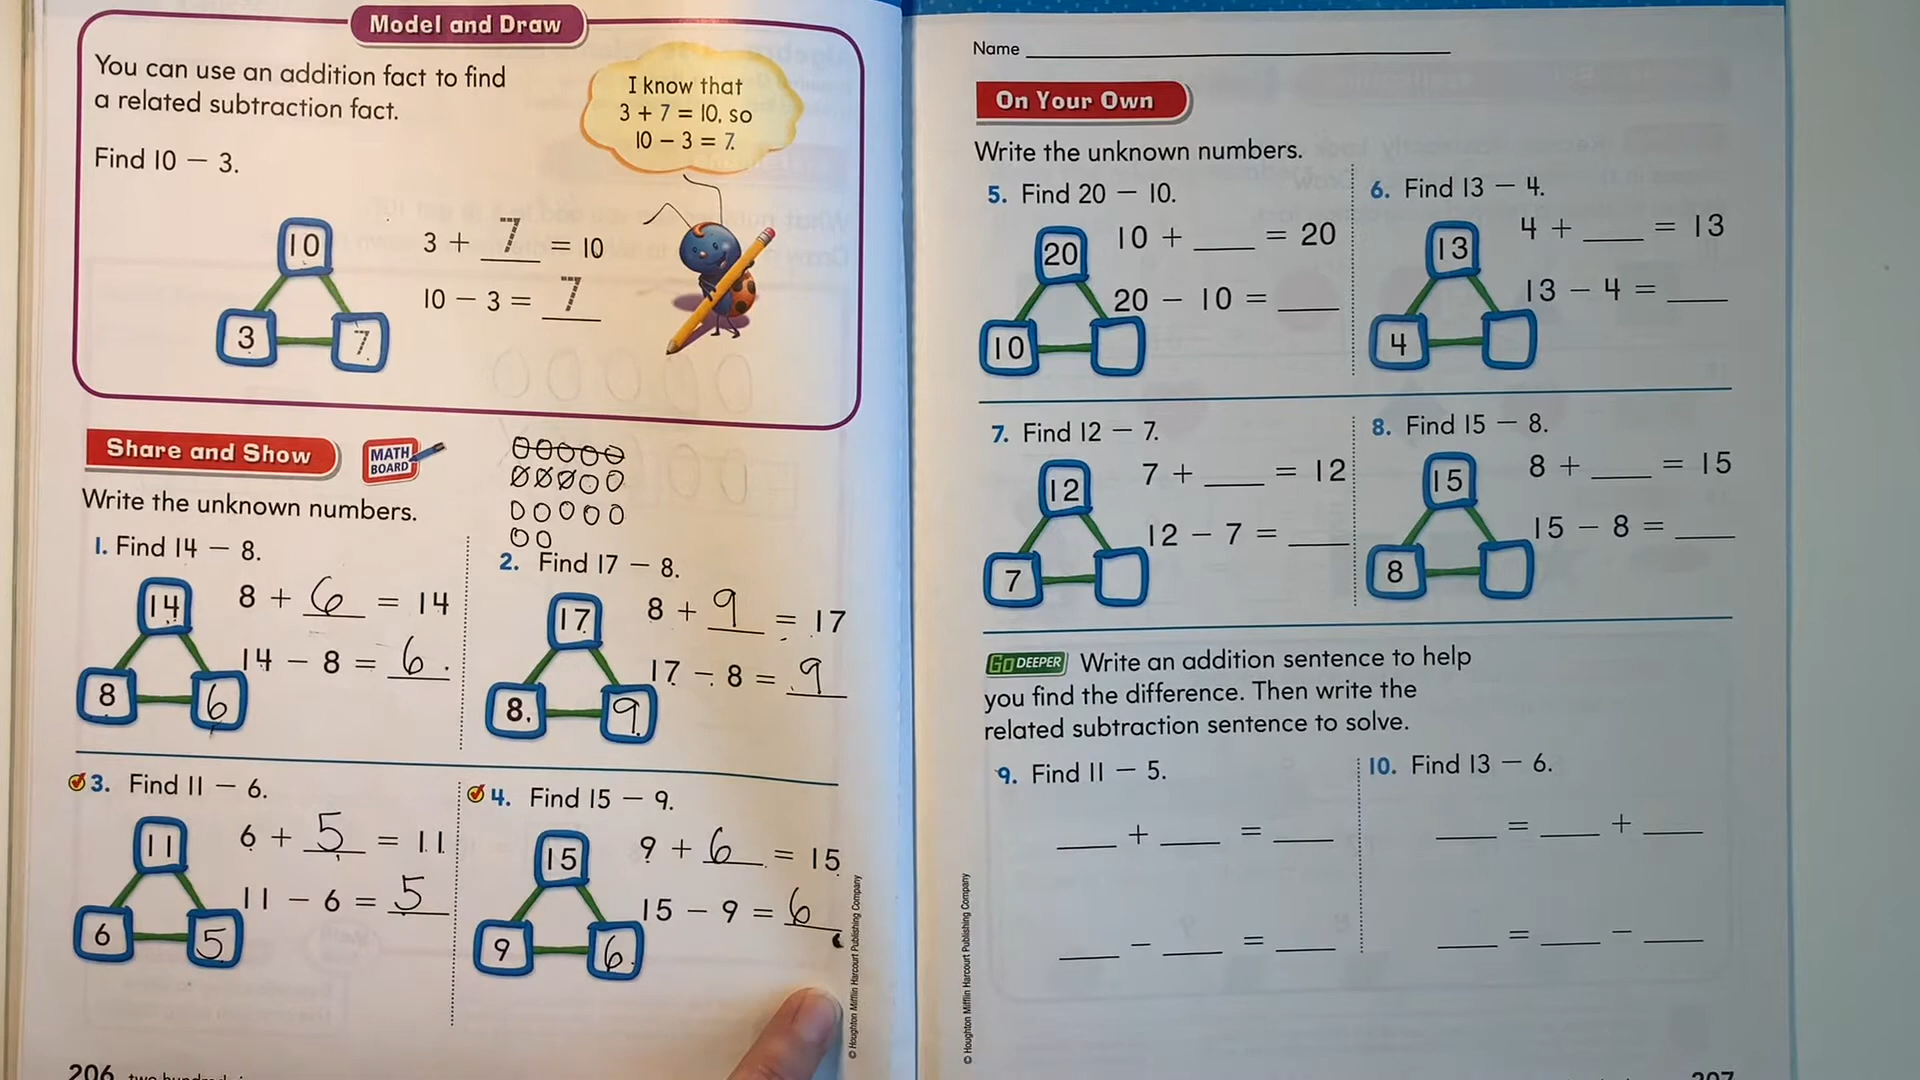 Model and Draw
You can use an addition fact to find
a related subtraction fact.
I know that
3 + 7 = 10, so
10 − 3 = 7.
Find 10 − 3.
10
3
7
3 + 7 = 10
10 − 3 = 7
Share and Show
MATH
BOARD
Write the unknown numbers.
1. Find 14 − 8.
14
8
6
8 + 6 = 14
14 − 8 = 6
2. Find 17 − 8.
17
8
9
8 + 9 = 17
17 − 8 = 9
3. Find 11 − 6.
11
6
5
6 + 5 = 11
11 − 6 = 5
4. Find 15 − 9.
15
9
6
9 + 6 = 15
15 − 9 = 6
© Houghton Mifflin Harcourt Publishing Company
206
Name ____
On Your Own
Write the unknown numbers.
5. Find 20 − 10.
20
10
10 + ___ = 20
20 − 10 = ___
6. Find 13 − 4.
13
4
4 + ___ = 13
13 − 4 = ___
7. Find 12 − 7.
12
7
7 + ___ = 12
12 − 7 = ___
8. Find 15 − 8.
15
8
8 + ___ = 15
15 − 8 = ___
GO DEEPER Write an addition sentence to help
you find the difference. Then write the
related subtraction sentence to solve.
9. Find 11 − 5.
___ + ___ = ___
___ − ___ = ___
10. Find 13 − 6.
___ = ___ + ___
___ = ___ − ___
© Houghton Mifflin Harcourt Publishing Company